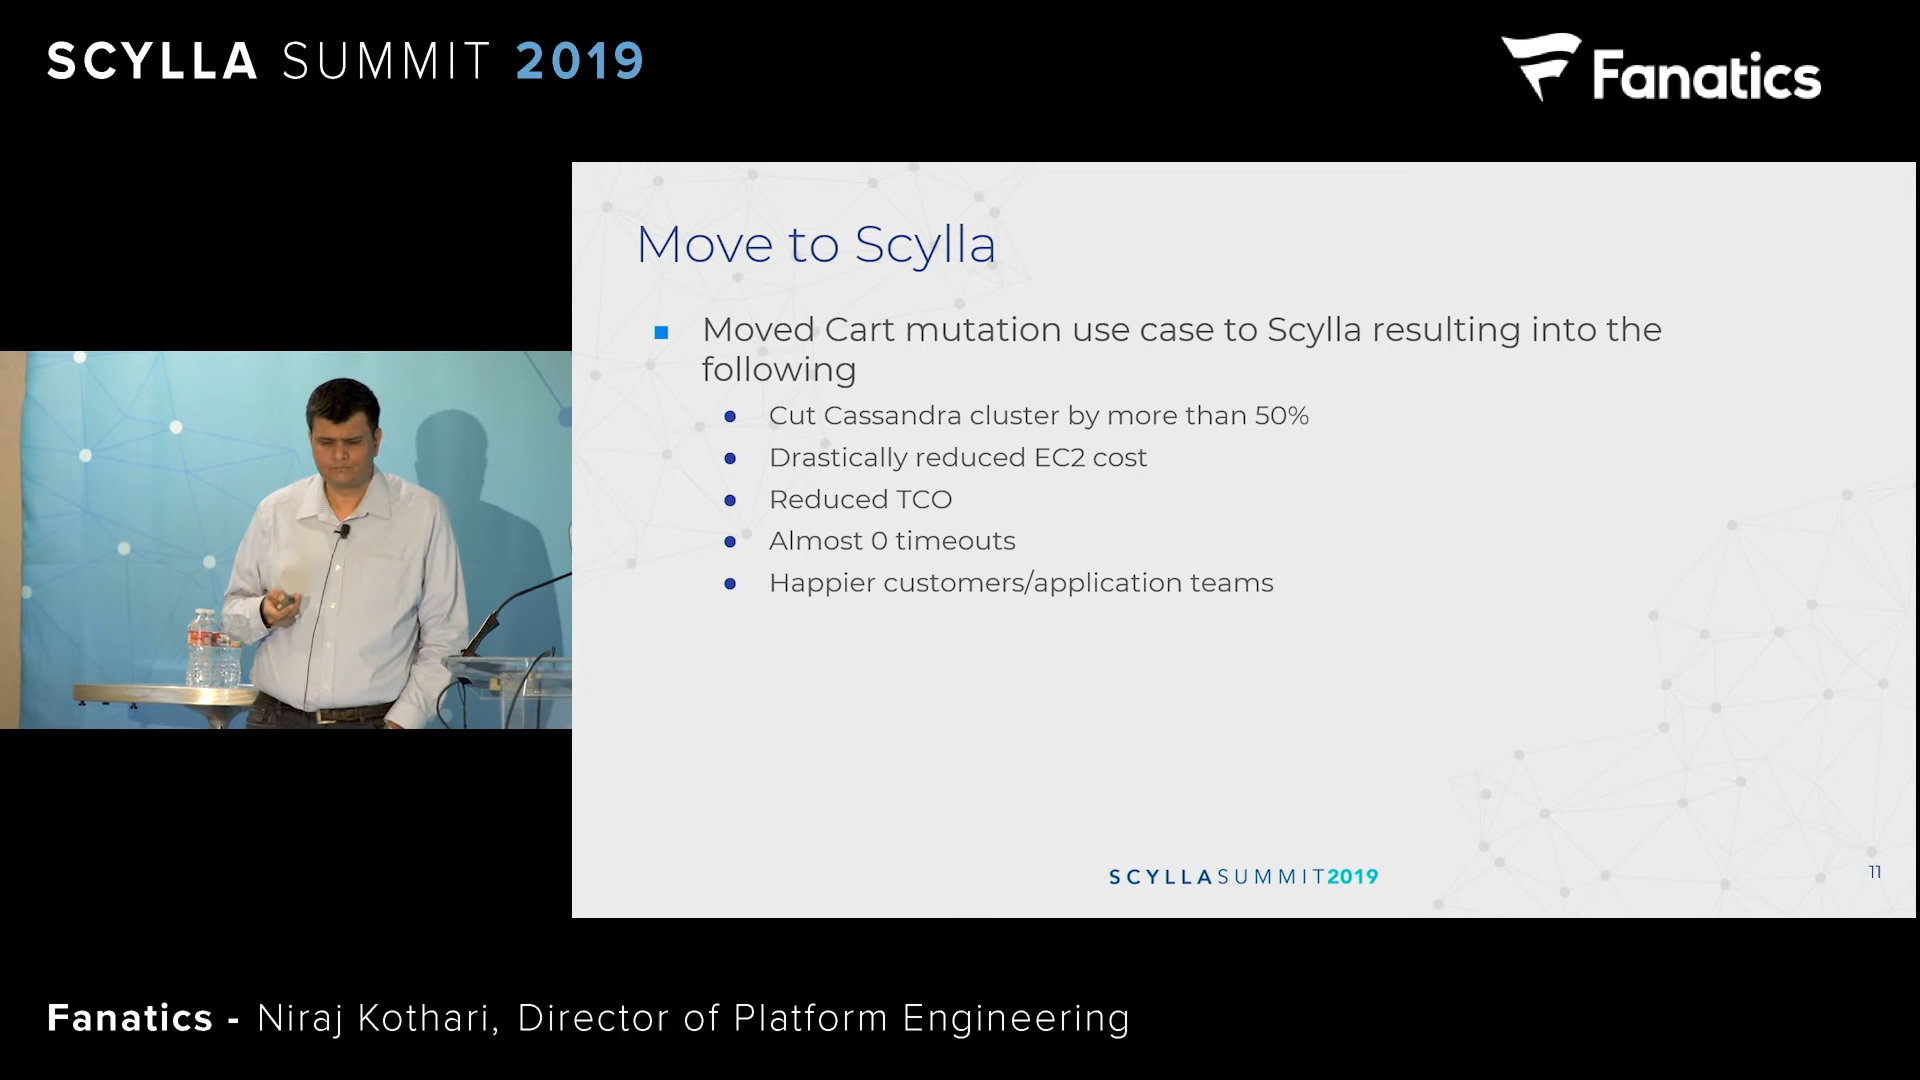 SCYLLA SUMMIT 2019
Fanatics
Move to Scylla
Moved Cart mutation use case to Scylla resulting into the
following
Cut Cassandra cluster by more than 50%
Drastically reduced EC2 cost
Reduced TCO
Almost 0 timeouts
Happier customers/application teams
SCYLLASUMMIT2019
11
Fanatics - Niraj Kothari, Director of Platform Engineering